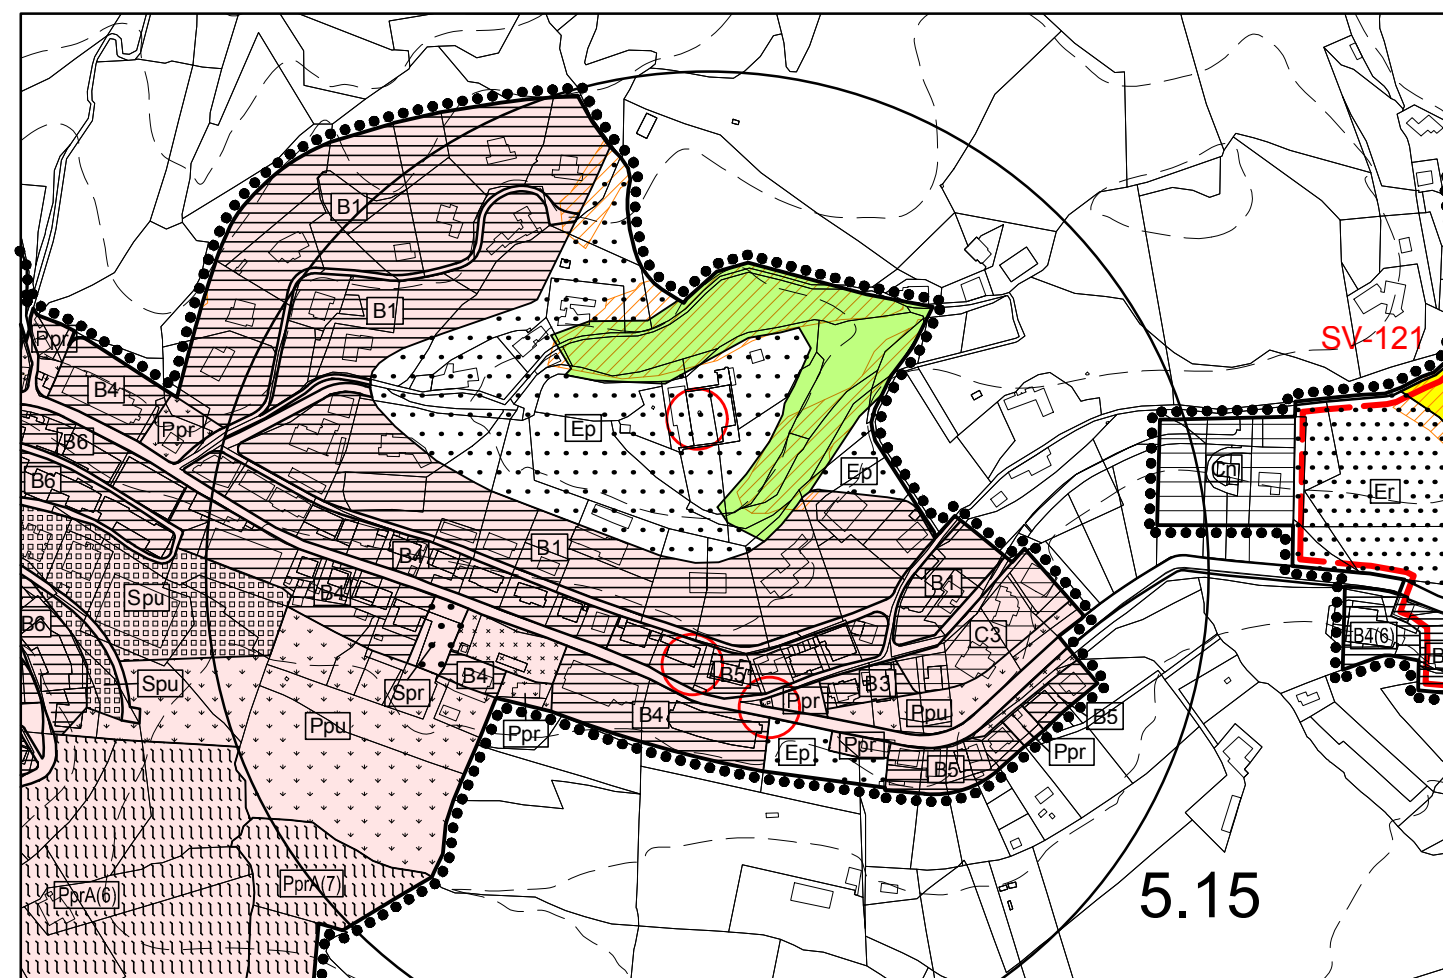 B1
B1
SV-121
Ppr
B4
Ppr
B6
B6
Ep
Ep
Cn
Er
B4
B1
B4
B1
Spu
B6
C3
B4(6)
B
Spu
Spr
B4
B5
B3
Ppr
Ppu
Ppu
B4
B5
Ppr
Ep
Ppr
Ppr
B5
PprA(6)
PprA(7)
5.15